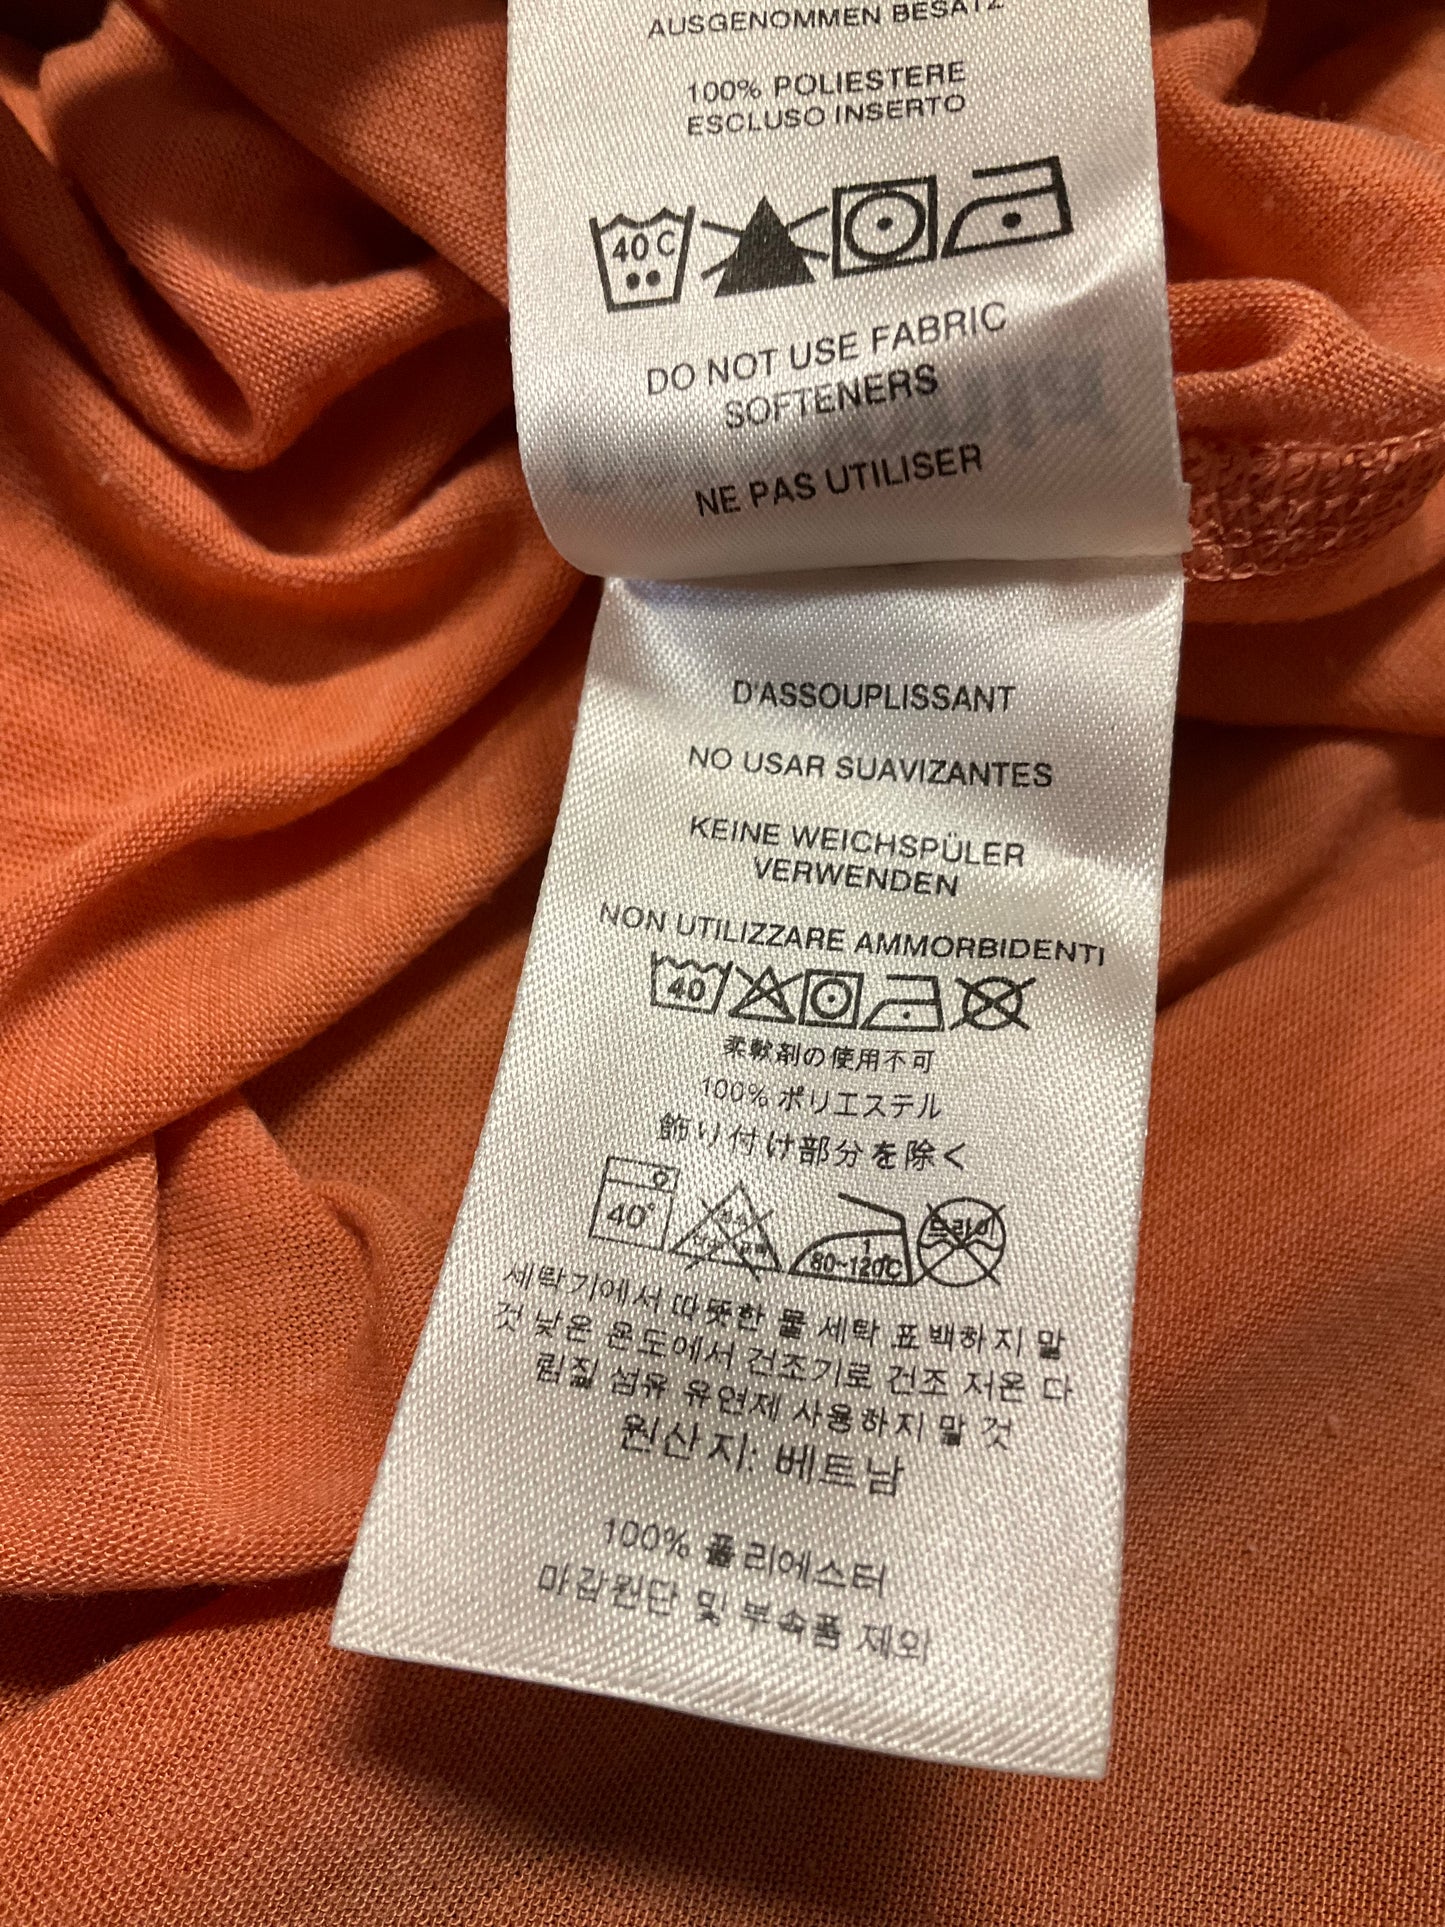 AUSGENOMMEN BESATZ
100% POLIESTERE
ESCLUSO INSERTO
40 C
DO NOT USE FABRIC
SOFTENERS
NE PAS UTILISER
D'ASSOUPLISSANT
NO USAR SUAVIZANTES
KEINE WEICHSPÜLER
VERWENDEN
NON UTILIZZARE AMMORBIDENTI
40
柔軟剤の使用不可
100% ポリエステル
飾り付け部分を除く
40° 80~120°C 드라이
세탁기에서 따뜻한 물 세탁 표백하지 말
것 낮은 온도에서 건조기로 건조 저온 다
림질 섬유 유연제 사용하지 말 것
원산지: 베트남
100% 폴리에스터
마감원단 및 부속품 제외